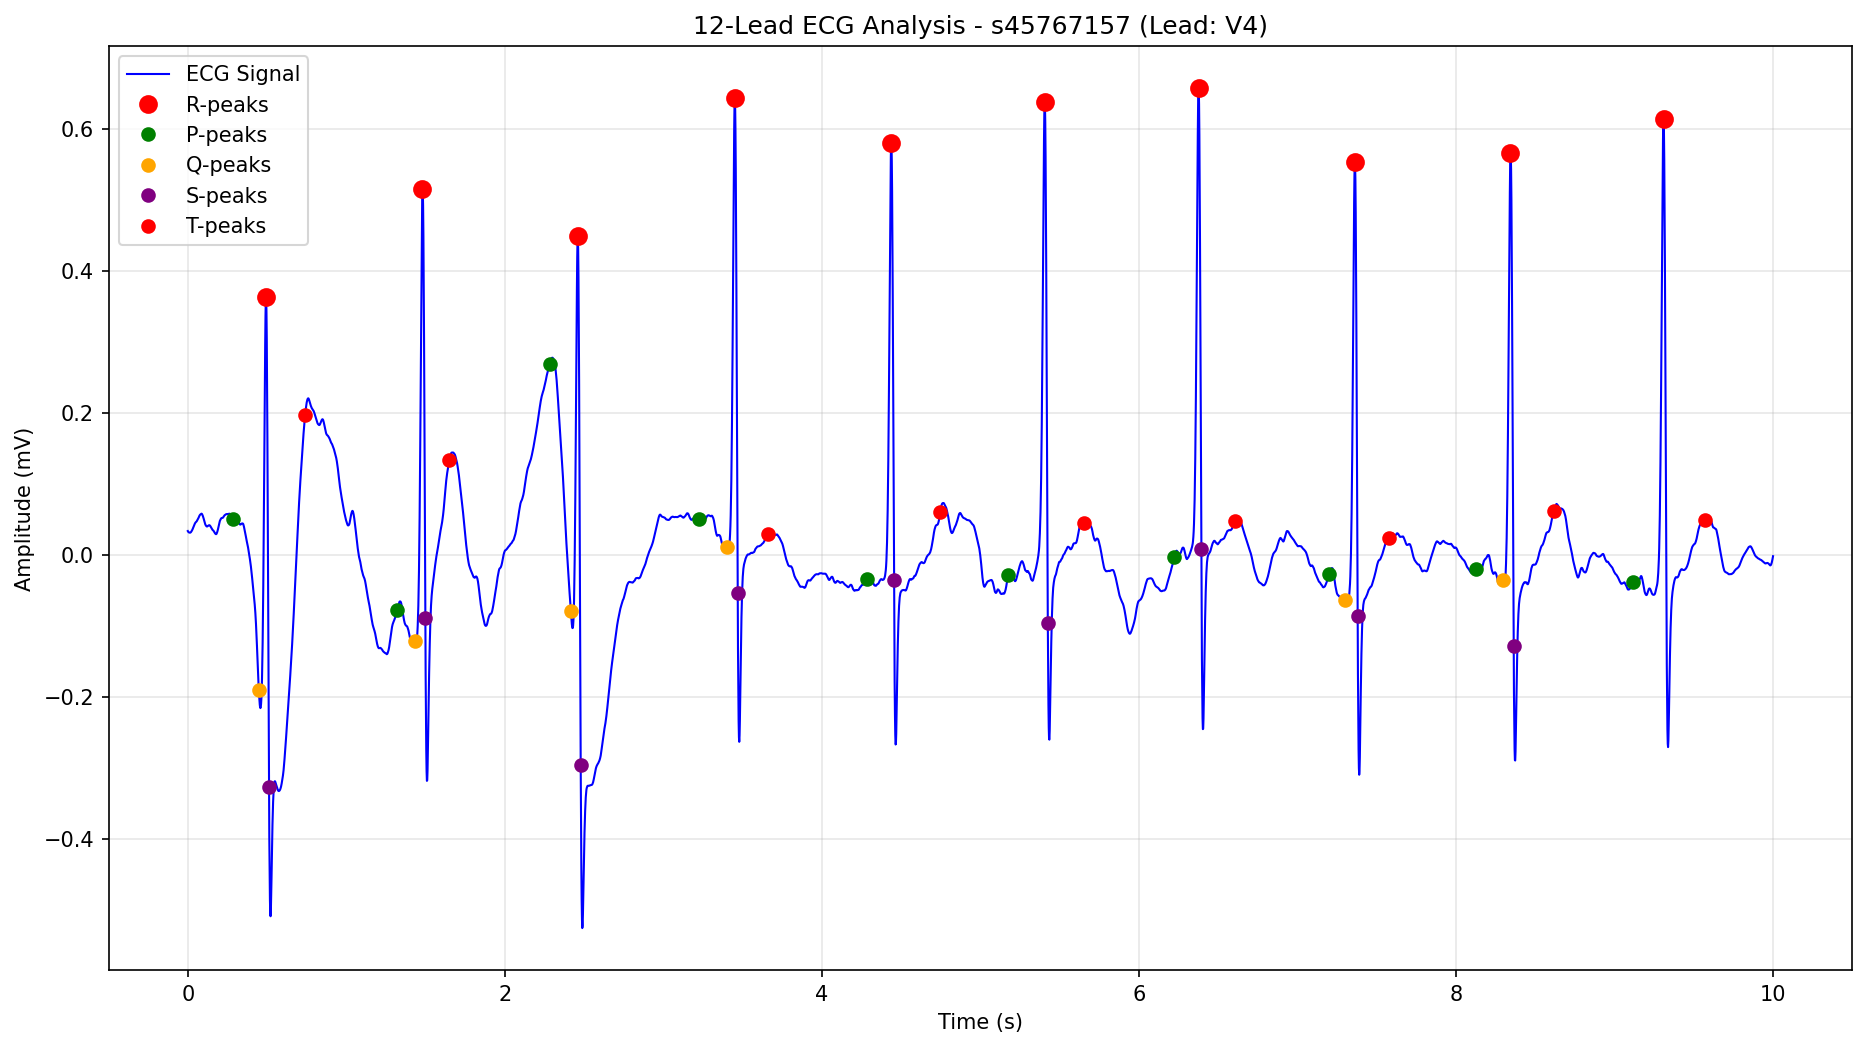 12-Lead ECG Analysis - s45767157 (Lead: V4)
ECG Signal
R-peaks
P-peaks
Q-peaks
S-peaks
T-peaks
Amplitude (mV)
0.6
0.4
0.2
0.0
−0.2
−0.4
0 2 4 6 8 10
Time (s)